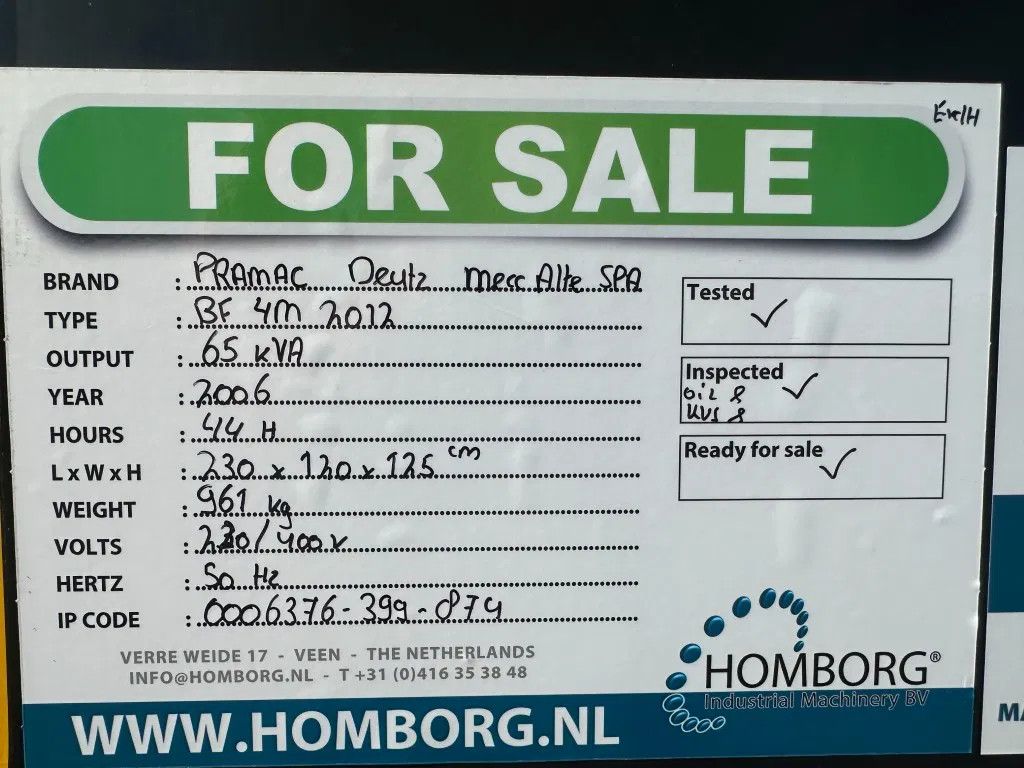 FOR SALE
BRAND : PRAMAC Deutz Mecc Alte SPA
TYPE : BF 4M 2012
OUTPUT : 65 KVA
YEAR : 2006
HOURS : 44 H
L x W x H : 230 x 120 x 125 cm
WEIGHT : 961 kg
VOLTS : 230/400 V
HERTZ : 50 Hz
IP CODE : 0006376-399-874
Tested ✓
Inspected ✓
OiL &
Ready for sale ✓
VERRE WEIDE 17 - VEEN - THE NETHERLANDS
INFO@HOMBORG.NL - T +31 (0)416 35 38 48
HOMBORG®
Industrial Machinery BV
WWW.HOMBORG.NL